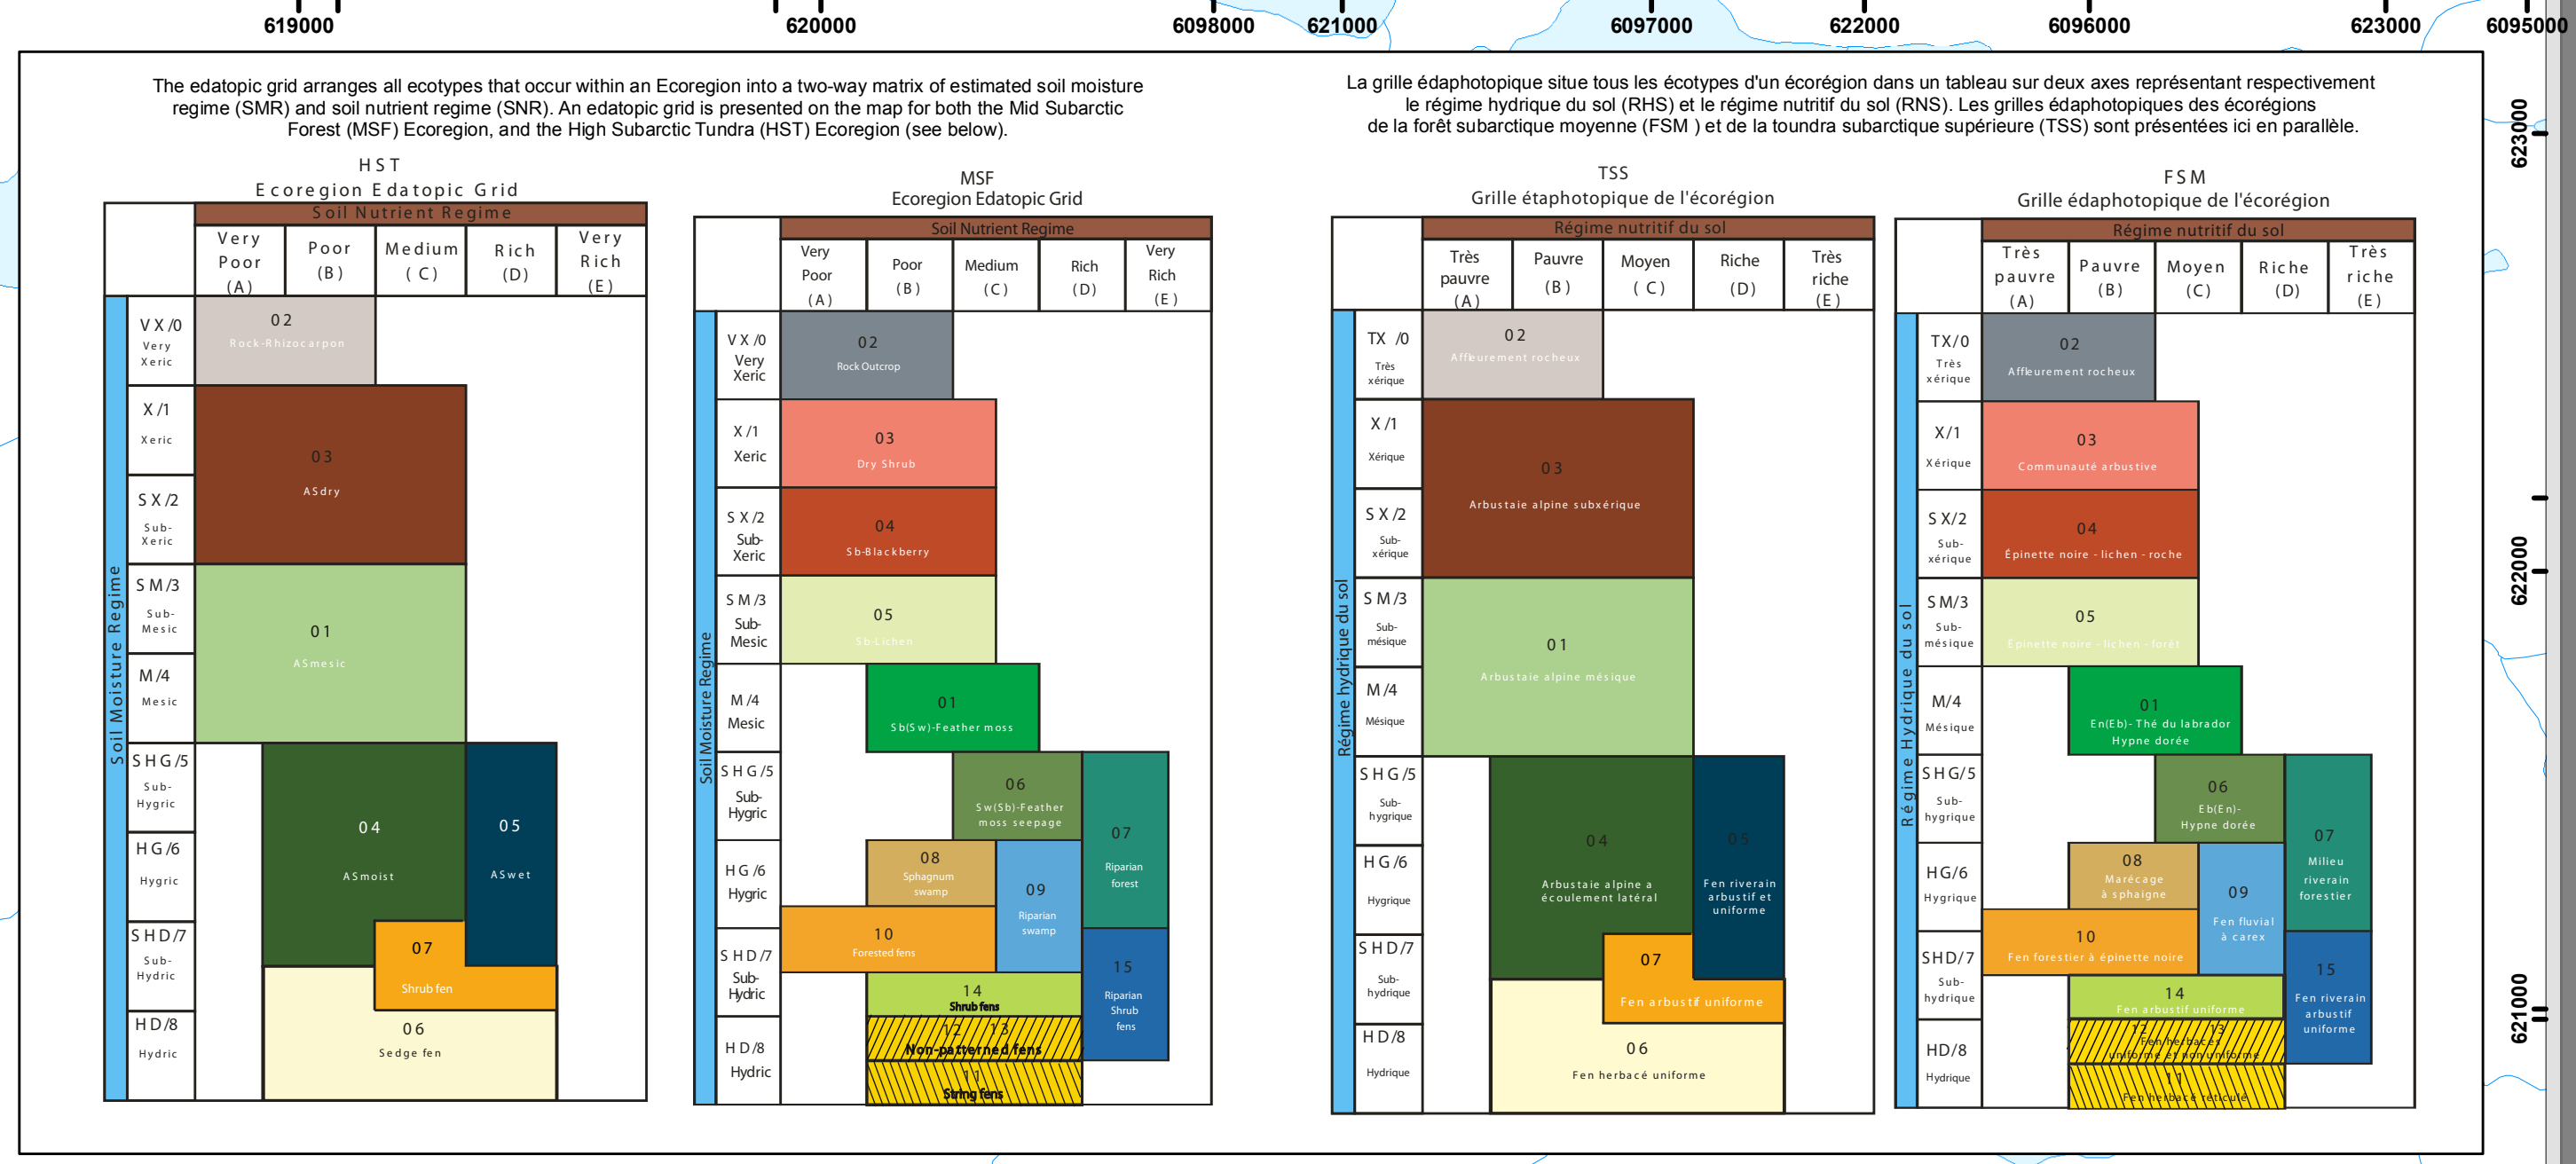 619000 620000 6098000 621000 6097000 622000 6096000 623000 6095000
The edatopic grid arranges all ecotypes that occur within an Ecoregion into a two-way matrix of estimated soil moisture
regime (SMR) and soil nutrient regime (SNR). An edatopic grid is presented on the map for both the Mid Subarctic
Forest (MSF) Ecoregion, and the High Subarctic Tundra (HST) Ecoregion (see below).
La grille édaphotopique situe tous les écotypes d'un écorégion dans un tableau sur deux axes représentant respectivement
le régime hydrique du sol (RHS) et le régime nutritif du sol (RNS). Les grilles édaphotopiques des écorégions
de la forêt subarctique moyenne (FSM ) et de la toundra subarctique supérieure (TSS) sont présentées ici en parallèle.
HST
Ecoregion Edatopic Grid
Soil Nutrient Regime
Very
Poor
(A)
Poor
(B)
Medium
( C)
Rich
(D)
Very
Rich
(E)
Soil Moisture Regime
VX/0
Very
Xeric
X/1
Xeric
SX/2
Sub-
Xeric
SM/3
Sub-
Mesic
M/4
Mesic
SHG/5
Sub-
Hygric
HG/6
Hygric
SHD/7
Sub-
Hydric
HD/8
Hydric
02
Rock-Rhizocarpon
03
ASdry
01
ASmesic
04
ASmoist
05
ASwet
07
Shrub fen
06
Sedge fen
MSF
Ecoregion Edatopic Grid
Soil Nutrient Regime
Very
Poor
(A)
Poor
(B)
Medium
(C)
Rich
(D)
Very
Rich
(E)
Soil Moisture Regime
VX/0
Very
Xeric
X/1
Xeric
SX/2
Sub-
Xeric
SM/3
Sub-
Mesic
M/4
Mesic
SHG/5
Sub-
Hygric
HG/6
Hygric
SHD/7
Sub-
Hydric
HD/8
Hydric
02
Rock Outcrop
03
Dry Shrub
04
Sb-Blackberry
05
Sb-Lichen
01
Sb(Sw)-Feather moss
06
Sw(Sb)-Feather
moss seepage
07
Riparian
forest
08
Sphagnum
swamp
09
Riparian
swamp
10
Forested fens
15
Riparian
Shrub
fens
14
Shrub fens
12 13
Non-patterned fens
11
String fens
TSS
Grille étaphotopique de l'écorégion
Régime nutritif du sol
Très
pauvre
(A)
Pauvre
(B)
Moyen
( C)
Riche
(D)
Très
riche
(E)
Régime hydrique du sol
TX /0
Très
xérique
X/1
Xérique
SX/2
Sub-
xérique
SM/3
Sub-
mésique
M/4
Mésique
SHG/5
Sub-
hygrique
HG/6
Hygrique
SHD/7
Sub-
hydrique
HD/8
Hydrique
02
Affleurement rocheux
03
Arbustaie alpine subxérique
01
Arbustaie alpine mésique
04
Arbustaie alpine a
écoulement latéral
05
Fen riverain
arbustif et
uniforme
07
Fen arbustif uniforme
06
Fen herbacé uniforme
FSM
Grille édaphotopique de l'écorégion
Régime nutritif du sol
Très
pauvre
(A)
Pauvre
(B)
Moyen
(C)
Riche
(D)
Très
riche
(E)
Régime Hydrique du sol
TX/0
Très
xérique
X/1
Xérique
SX/2
Sub-
xérique
SM/3
Sub-
mésique
M/4
Mésique
SHG/5
Sub-
hygrique
HG/6
Hygrique
SHD/7
Sub-
hydrique
HD/8
Hydrique
02
Affleurement rocheux
03
Communauté arbustive
04
Épinette noire - lichen - roche
05
Épinette noire - lichen - forêt
01
En(Eb)- Thé du labrador
Hypne dorée
06
Eb(En)-
Hypne dorée
07
Milieu
riverain
forestier
08
Marécage
à sphaigne
09
Fen fluvial
à carex
10
Fen forestier à épinette noire
15
Fen riverain
arbustif
uniforme
14
Fen arbustif uniforme
12 13
Fen herbacés
uniforme et non uniforme
11
Fen herbacé réticulé
623000
622000
621000